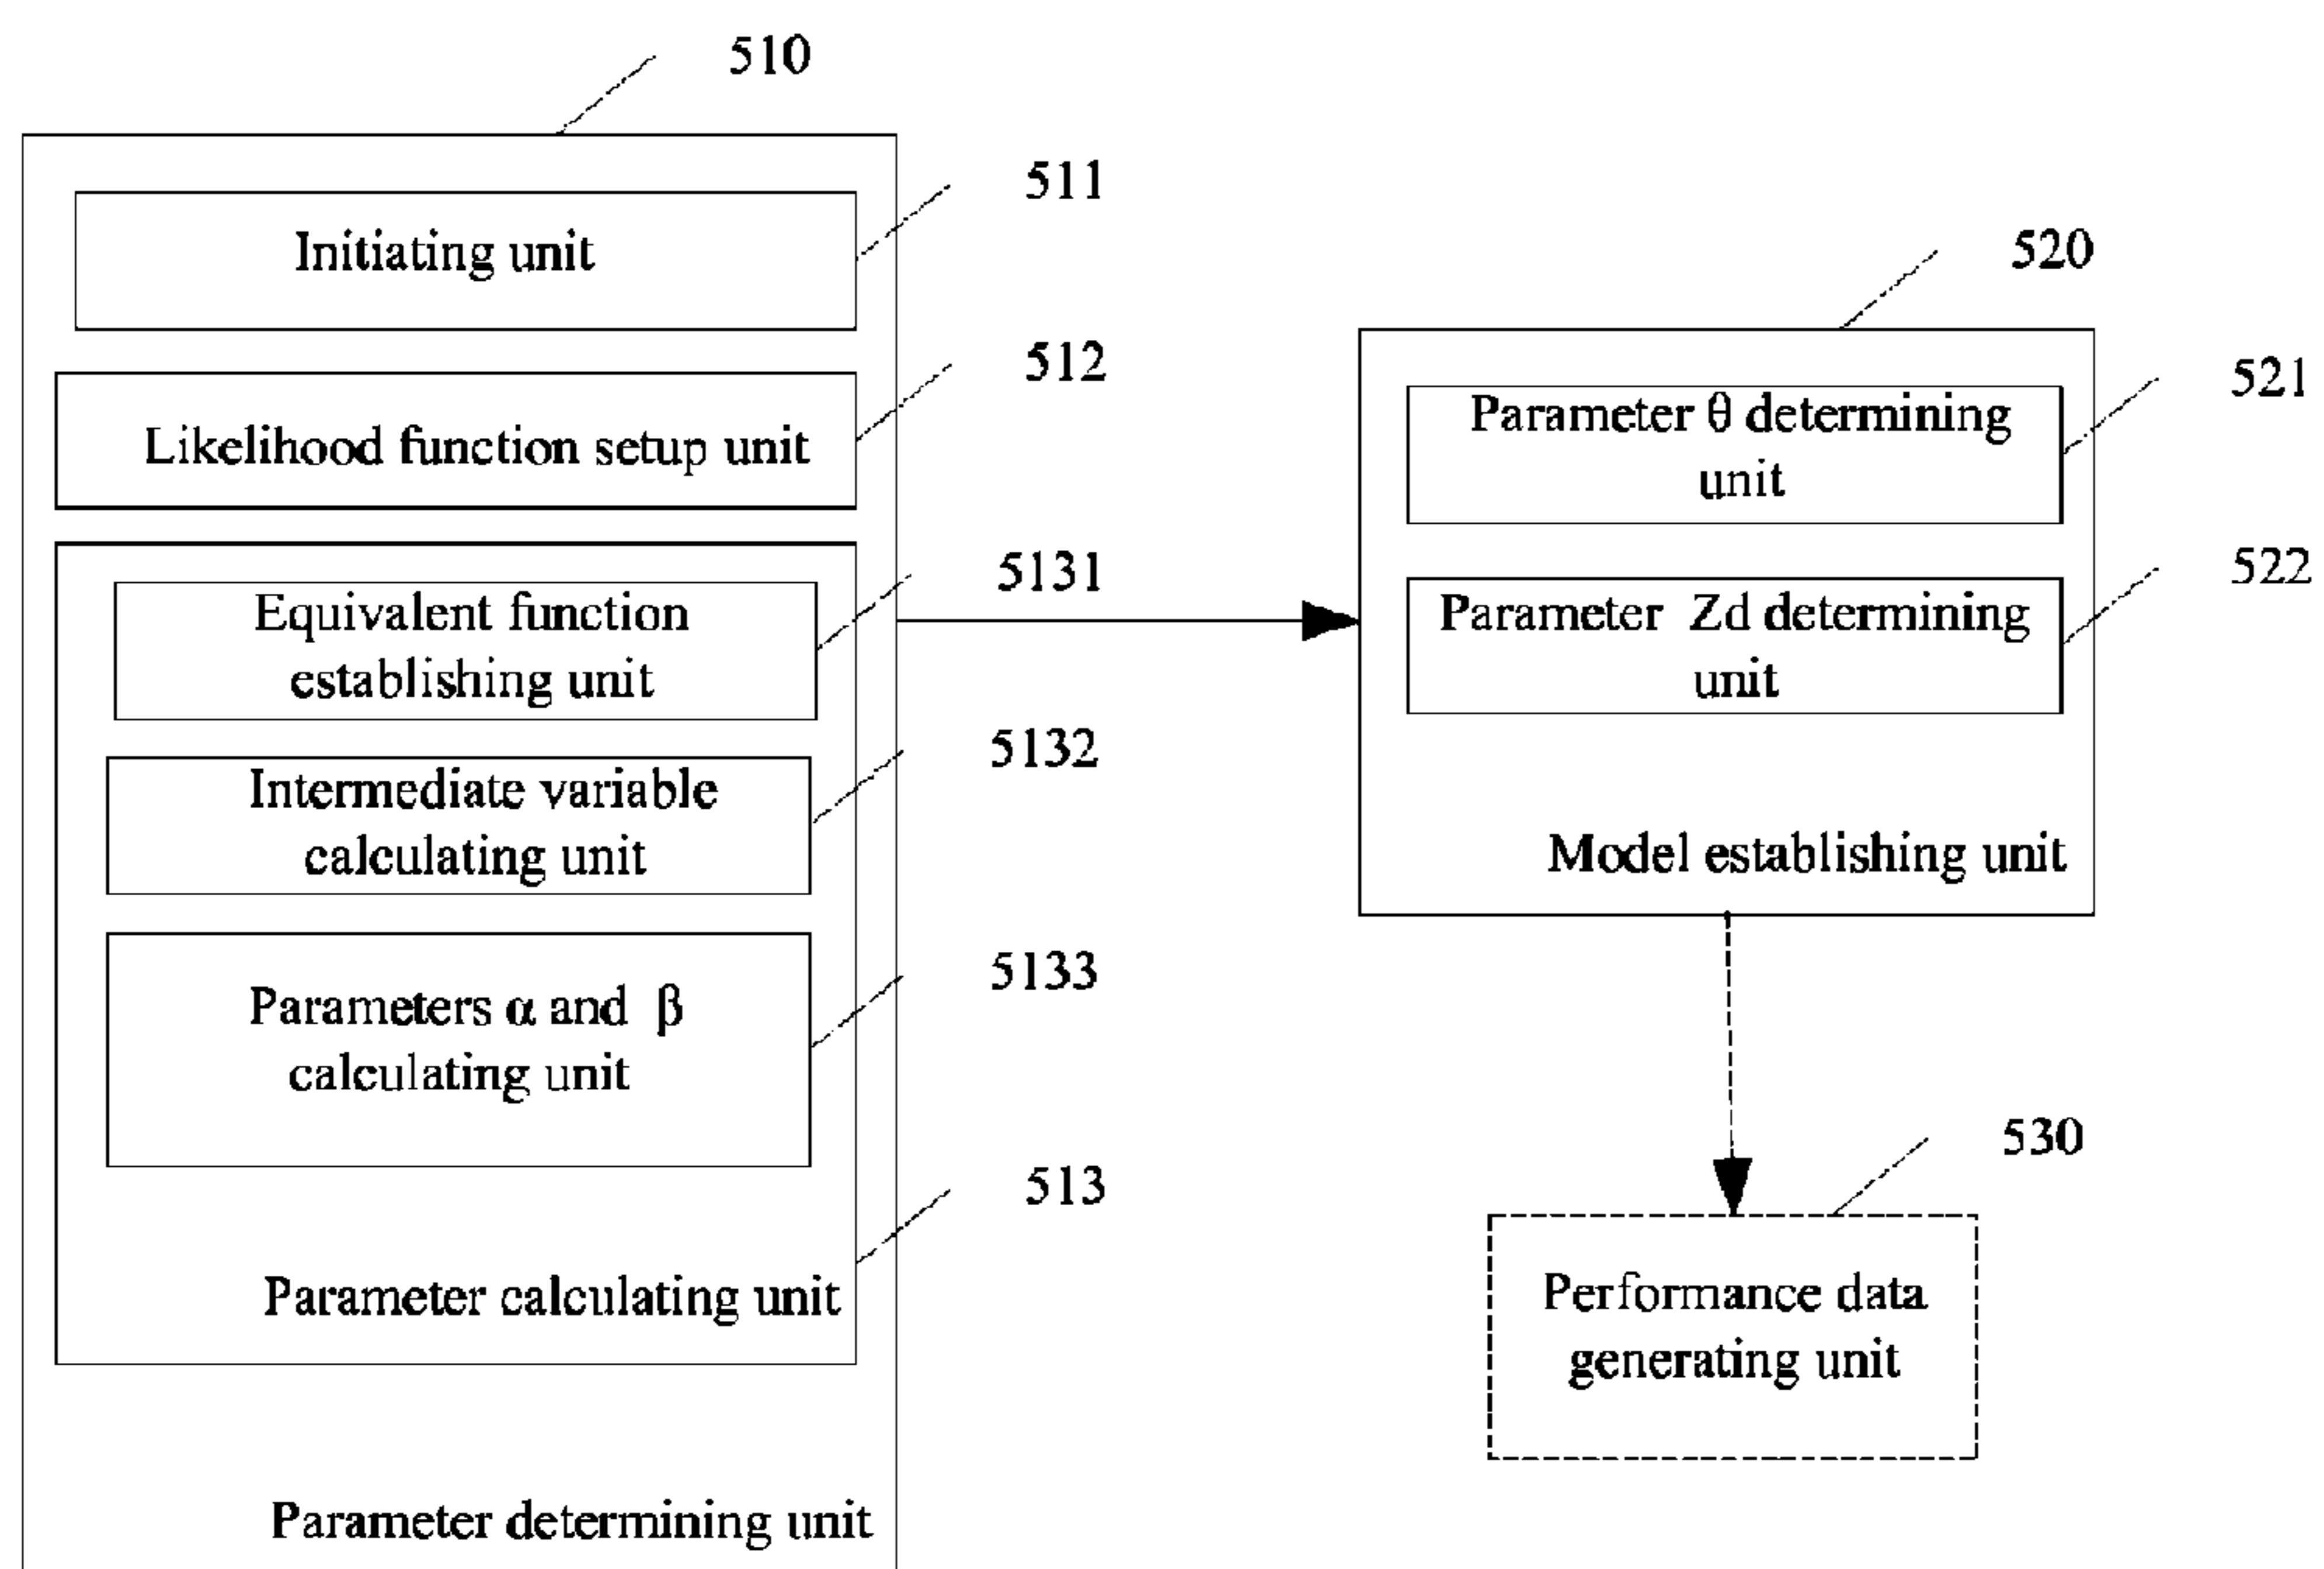 510
511
Initiating unit
512
Likelihood function setup unit
5131
Equivalent function
establishing unit
5132
Intermediate variable
calculating unit
5133
Parameters α and β
calculating unit
513
Parameter calculating unit
Parameter determining unit
520
521
Parameter θ determining
unit
522
Parameter Zd determining
unit
Model establishing unit
530
Performance data
generating unit